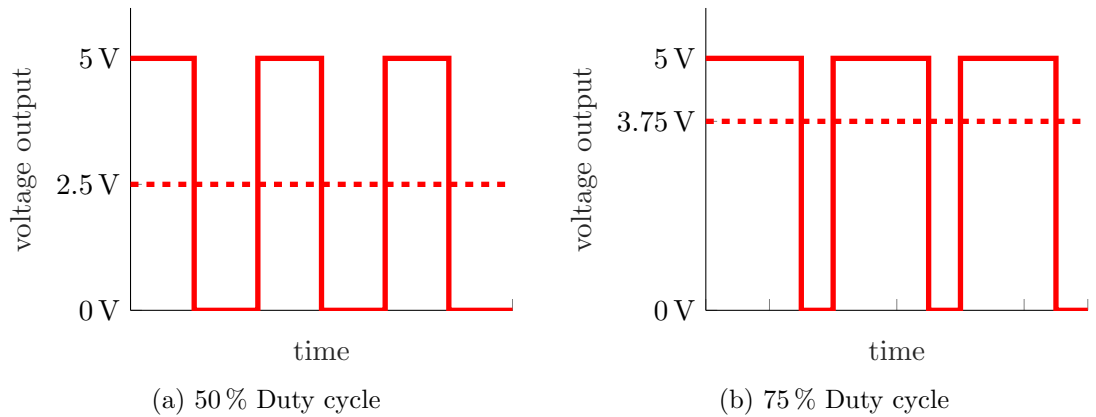 5 V
2.5 V
0 V
voltage output
time
(a) 50 % Duty cycle
5 V
3.75 V
0 V
voltage output
time
(b) 75 % Duty cycle